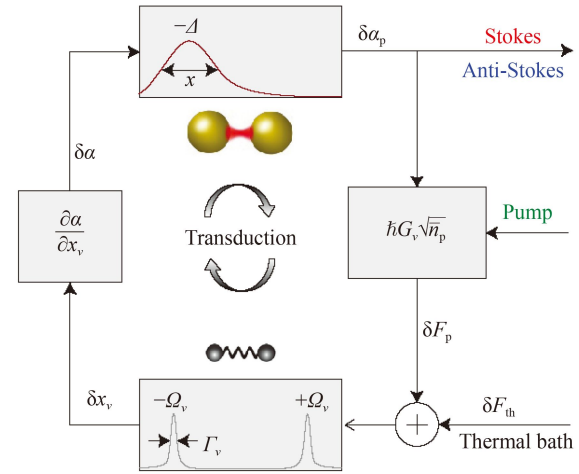 −Δ
x
δα_p
Stokes
Anti-Stokes
δα
∂α
∂x_v
Transduction
ℏG_v√n̅_p
Pump
δF_p
δx_v
−Ω_v
+Ω_v
Γ_v
+
δF_th
Thermal bath